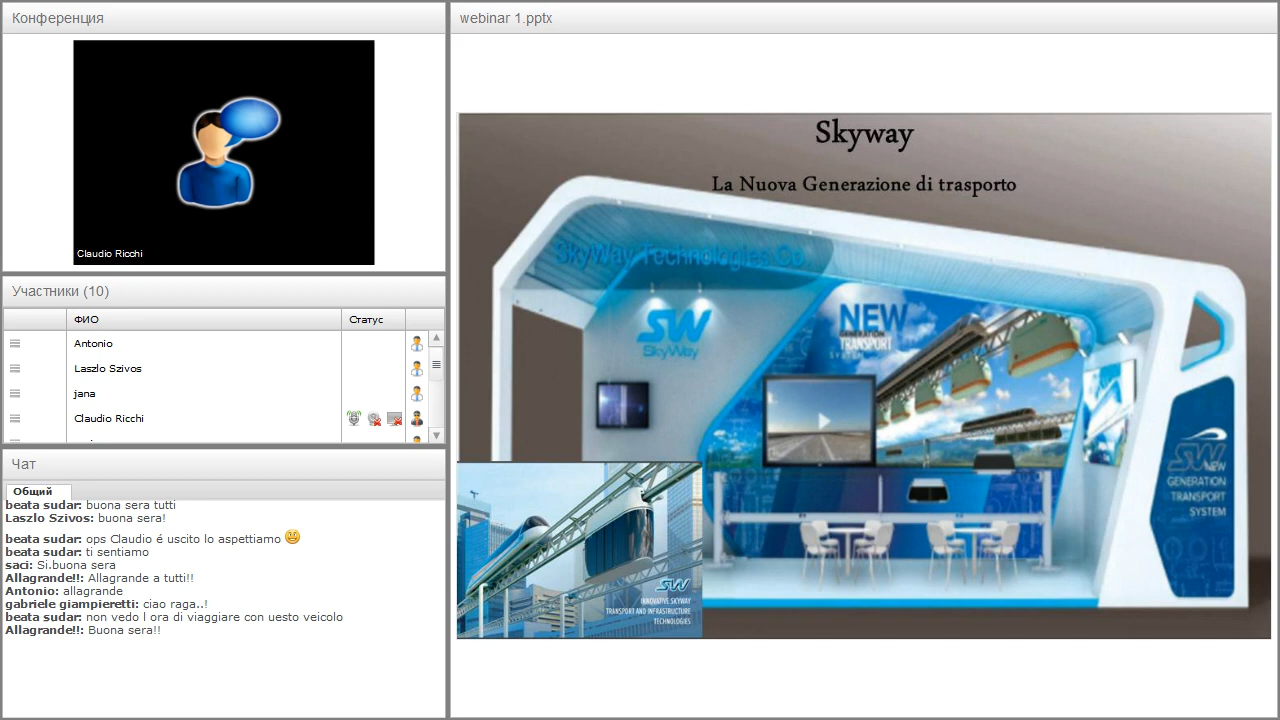 Конференция
Claudio Ricchi
Участники (10)
ФИО Статус
Antonio
Laszlo Szivos
jana
Claudio Ricchi
Чат
Общий
beata sudar: buona sera tutti
Laszlo Szivos: buona sera!
beata sudar: ops Claudio é uscito lo aspettiamo
beata sudar: ti sentiamo
saci: Si.buona sera
Allagrande!!: Allagrande a tutti!!
Antonio: allagrande
gabriele giampieretti: ciao raga..!
beata sudar: non vedo l ora di viaggiare con uesto veicolo
Allagrande!!: Buona sera!!
webinar 1.pptx
Skyway
La Nuova Generazione di trasporto
SkyWay Technologies Co.
SW
SkyWay
NEW
GENERATION
TRANSPORT
SYSTEM
SW
NEW
GENERATION
TRANSPORT
SYSTEM
SW
INNOVATIVE SKYWAY
TRANSPORT AND INFRASTRUCTURE
TECHNOLOGIES